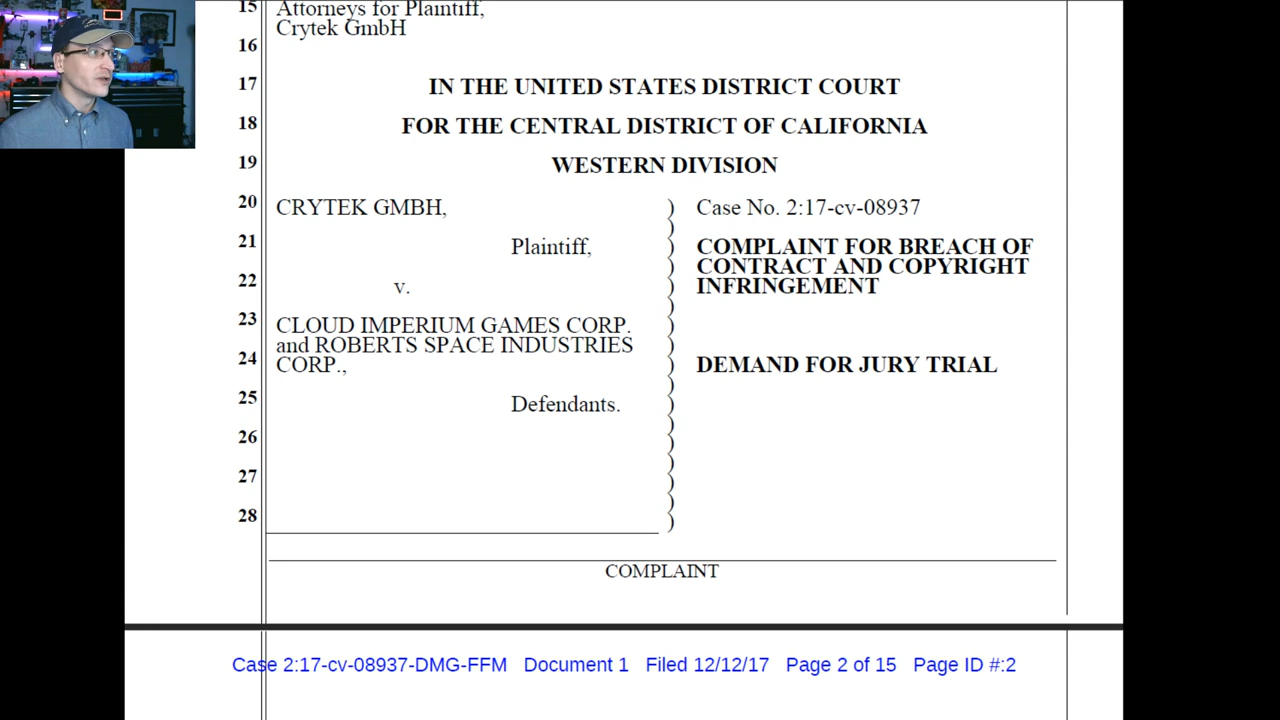 15 Attorneys for Plaintiff,
Crytek GmbH
16
17 IN THE UNITED STATES DISTRICT COURT
18 FOR THE CENTRAL DISTRICT OF CALIFORNIA
19 WESTERN DIVISION
20 CRYTEK GMBH, ) Case No. 2:17-cv-08937
)
21 Plaintiff, ) COMPLAINT FOR BREACH OF
) CONTRACT AND COPYRIGHT
22 v. ) INFRINGEMENT
)
23 CLOUD IMPERIUM GAMES CORP. )
and ROBERTS SPACE INDUSTRIES )
24 CORP., ) DEMAND FOR JURY TRIAL
)
25 Defendants. )
)
26 )
)
27 )
)
28 )
COMPLAINT
Case 2:17-cv-08937-DMG-FFM Document 1 Filed 12/12/17 Page 2 of 15 Page ID #:2